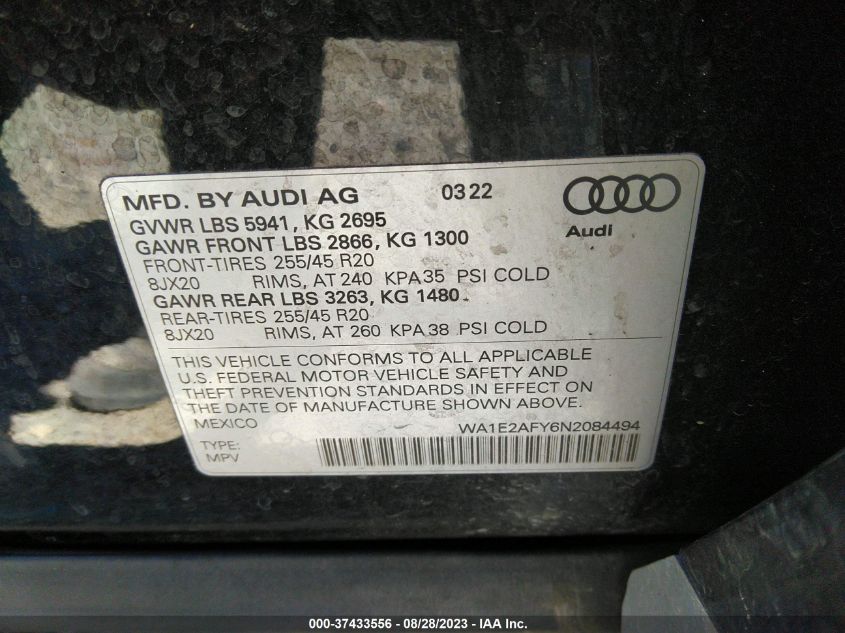 MFD. BY AUDI AG 03 22
GVWR LBS 5941, KG 2695
GAWR FRONT LBS 2866, KG 1300
FRONT-TIRES 255/45 R20
8JX20 RIMS, AT 240 KPA 35 PSI COLD
GAWR REAR LBS 3263, KG 1480
REAR-TIRES 255/45 R20
8JX20 RIMS, AT 260 KPA 38 PSI COLD
Audi
THIS VEHICLE CONFORMS TO ALL APPLICABLE
U.S. FEDERAL MOTOR VEHICLE SAFETY AND
THEFT PREVENTION STANDARDS IN EFFECT ON
THE DATE OF MANUFACTURE SHOWN ABOVE.
MEXICO WA1E2AFY6N2084494
TYPE:
MPV
000-37433556 - 08/28/2023 - IAA Inc.